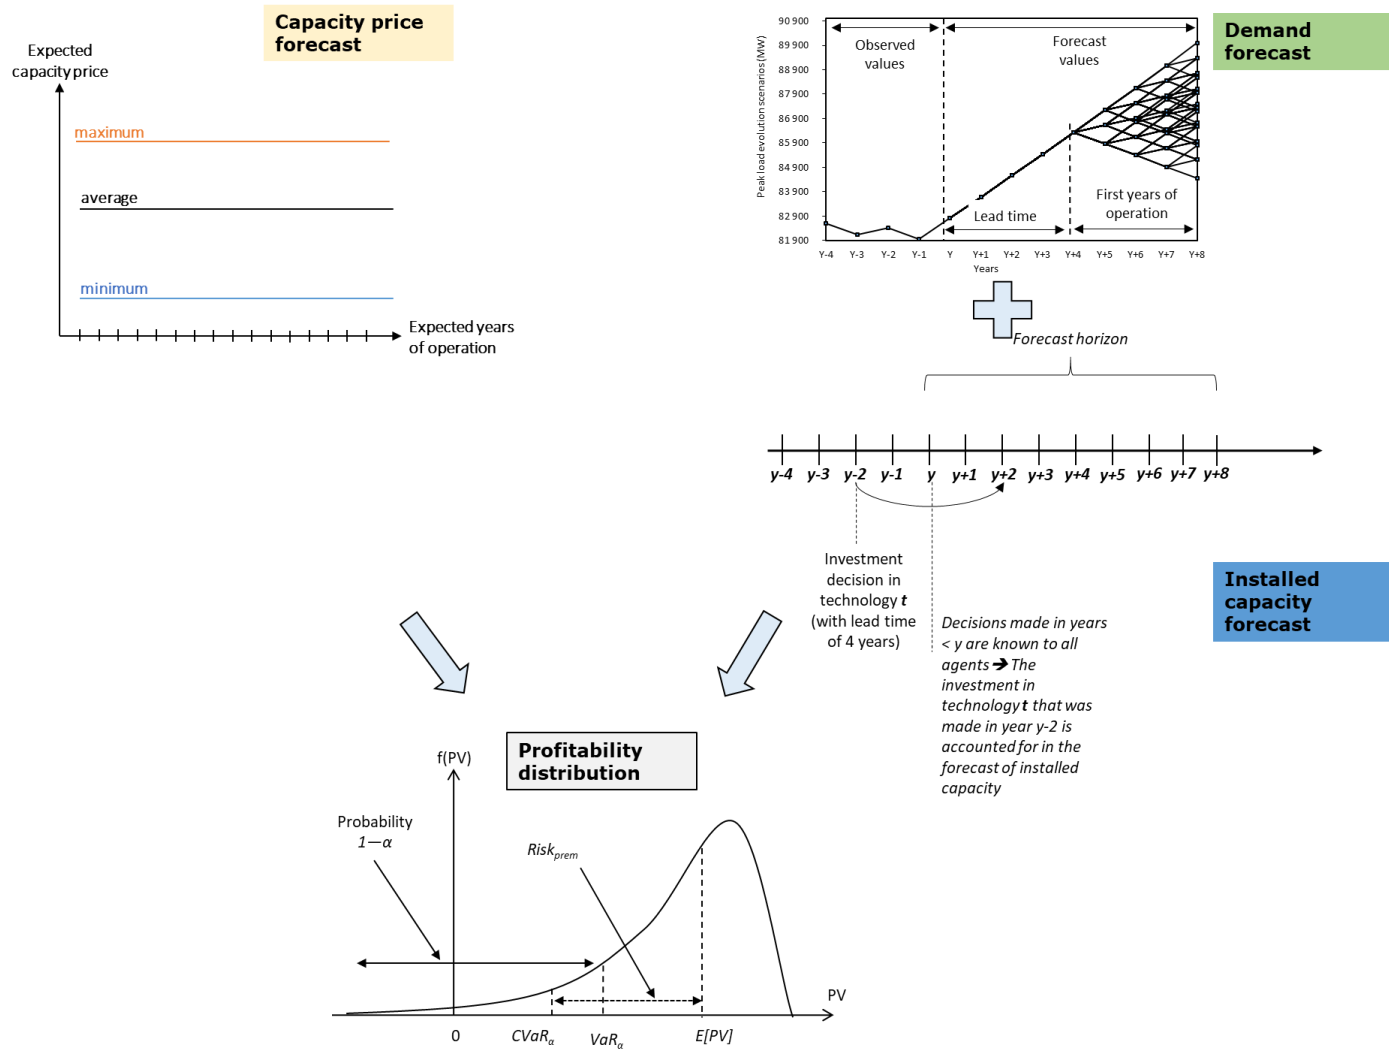 Capacity price
forecast
Expected
capacity price
maximum
average
minimum
Expected years
of operation
Demand
forecast
Peak load evolution scenarios (MW)
90 900
89 900
88 900
87 900
86 900
85 900
84 900
83 900
82 900
81 900
Observed
values
Forecast
values
Lead time
First years of
operation
Y-4 Y-3 Y-2 Y-1 Y Y+1 Y+2 Y+3 Y+4 Y+5 Y+6 Y+7 Y+8
Years
Forecast horizon
y-4 y-3 y-2 y-1 y y+1 y+2 y+3 y+4 y+5 y+6 y+7 y+8
Investment
decision in
technology t
(with lead time
of 4 years)
Installed
capacity
forecast
Decisions made in years
< y are known to all
agents ➔ The
investment in
technology t that was
made in year y-2 is
accounted for in the
forecast of installed
capacity
Profitability
distribution
f(PV)
Probability
1—α
Risk_prem
PV
0 CVaR_α VaR_α E[PV]